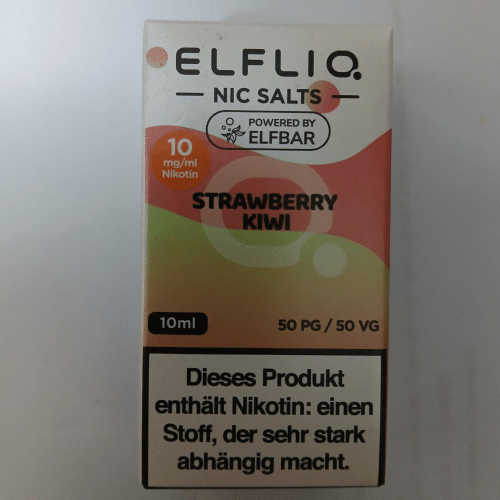 ELFLIQ
NIC SALTS
POWERED BY
ELFBAR
10
mg/ml
Nikotin
STRAWBERRY
KIWI
10ml
50 PG / 50 VG
Dieses Produkt
enthält Nikotin: einen
Stoff, der sehr stark
abhängig macht.